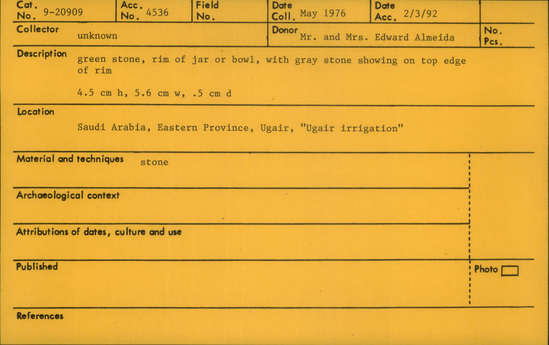 Cat. No. 9-20909 Acc. No. 4536 Field No. Date Coll. May 1976 Date Acc. 2/3/92
Collector unknown Donor Mr. and Mrs. Edward Almeida No. Pcs.
Description green stone, rim of jar or bowl, with gray stone showing on top edge
of rim
4.5 cm h, 5.6 cm w, .5 cm d
Location
Saudi Arabia, Eastern Province, Ugair, "Ugair irrigation"
Material and techniques stone
Archaeological context
Attributions of dates, culture and use
Published Photo
References